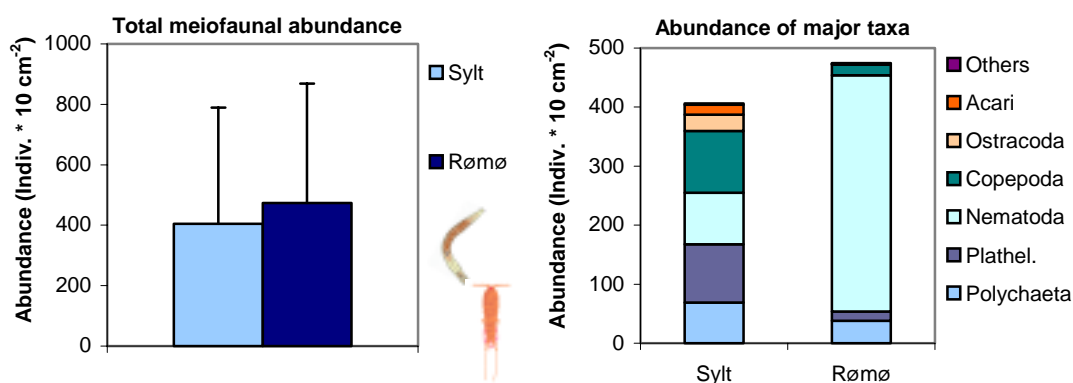 Total meiofaunal abundance
Abundance (Indiv. * 10 cm⁻²)
1000
800
600
400
200
0
Sylt
Rømø
Abundance of major taxa
Abundance (Indiv. * 10 cm⁻²)
500
400
300
200
100
0
Sylt
Rømø
Others
Acari
Ostracoda
Copepoda
Nematoda
Plathel.
Polychaeta